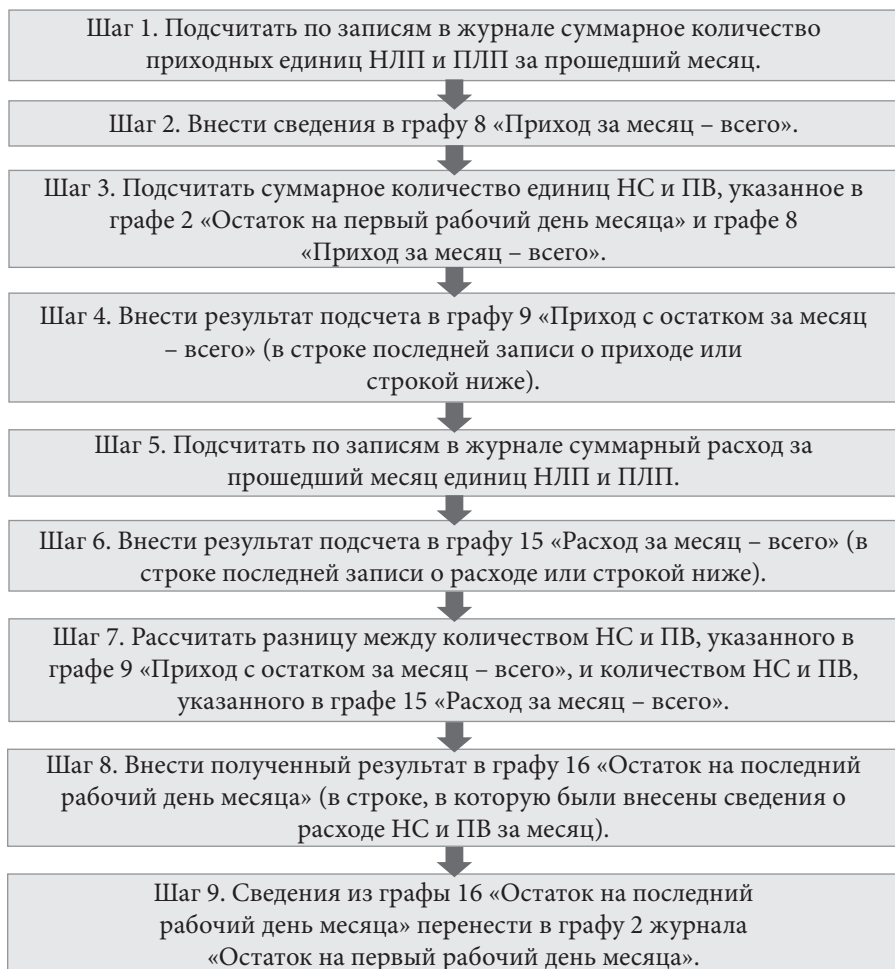 Шаг 1. Подсчитать по записям в журнале суммарное количество
приходных единиц НЛП и ПЛП за прошедший месяц.
Шаг 2. Внести сведения в графу 8 «Приход за месяц – всего».
Шаг 3. Подсчитать суммарное количество единиц НС и ПВ, указанное в
графе 2 «Остаток на первый рабочий день месяца» и графе 8
«Приход за месяц – всего».
Шаг 4. Внести результат подсчета в графу 9 «Приход с остатком за месяц
– всего» (в строке последней записи о приходе или
строкой ниже).
Шаг 5. Подсчитать по записям в журнале суммарный расход за
прошедший месяц единиц НЛП и ПЛП.
Шаг 6. Внести результат подсчета в графу 15 «Расход за месяц – всего» (в
строке последней записи о расходе или строкой ниже).
Шаг 7. Рассчитать разницу между количеством НС и ПВ, указанного в
графе 9 «Приход с остатком за месяц – всего», и количеством НС и ПВ,
указанного в графе 15 «Расход за месяц – всего».
Шаг 8. Внести полученный результат в графу 16 «Остаток на последний
рабочий день месяца» (в строке, в которую были внесены сведения о
расходе НС и ПВ за месяц).
Шаг 9. Сведения из графы 16 «Остаток на последний
рабочий день месяца» перенести в графу 2 журнала
«Остаток на первый рабочий день месяца».